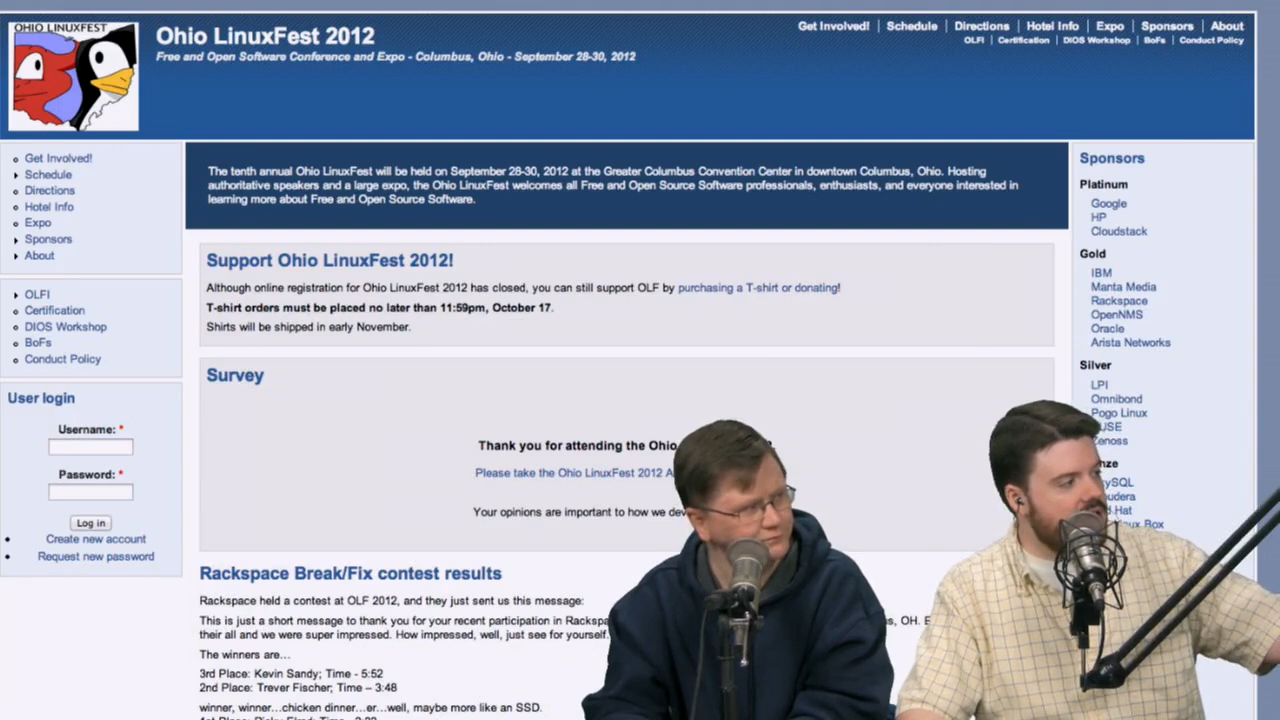 OHIO LINUXFEST
Ohio LinuxFest 2012
Free and Open Software Conference and Expo - Columbus, Ohio - September 28-30, 2012
Get Involved! | Schedule | Directions | Hotel Info | Expo | Sponsors | About
OLFI | Certification | DIOS Workshop | BoFs | Conduct Policy
Get Involved!
Schedule
Directions
Hotel Info
Expo
Sponsors
About
OLFI
Certification
DIOS Workshop
BoFs
Conduct Policy
User login
Username: *
Password: *
Log in
Create new account
Request new password
The tenth annual Ohio LinuxFest will be held on September 28-30, 2012 at the Greater Columbus Convention Center in downtown Columbus, Ohio. Hosting
authoritative speakers and a large expo, the Ohio LinuxFest welcomes all Free and Open Source Software professionals, enthusiasts, and everyone interested in
learning more about Free and Open Source Software.
Support Ohio LinuxFest 2012!
Although online registration for Ohio LinuxFest 2012 has closed, you can still support OLF by purchasing a T-shirt or donating!
T-shirt orders must be placed no later than 11:59pm, October 17.
Shirts will be shipped in early November.
Survey
Thank you for attending the Ohio
Please take the Ohio LinuxFest 2012 A
Your opinions are important to how we
Rackspace Break/Fix contest results
Rackspace held a contest at OLF 2012, and they just sent us this message:
This is just a short message to thank you for your recent participation in Rackspa s, OH. E
their all and we were super impressed. How impressed, well, just see for yourself.
The winners are...
3rd Place: Kevin Sandy; Time - 5:52
2nd Place: Trever Fischer; Time – 3:48
winner, winner...chicken dinner...er...well, maybe more like an SSD.
Sponsors
Platinum
Google
HP
Cloudstack
Gold
IBM
Manta Media
Rackspace
OpenNMS
Oracle
Arista Networks
Silver
LPI
Omnibond
Pogo Linux
USE
enoss
nze
ySQL
udera
d Hat
ux Box